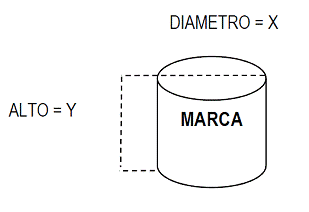 DIAMETRO = X
ALTO = Y
MARCA